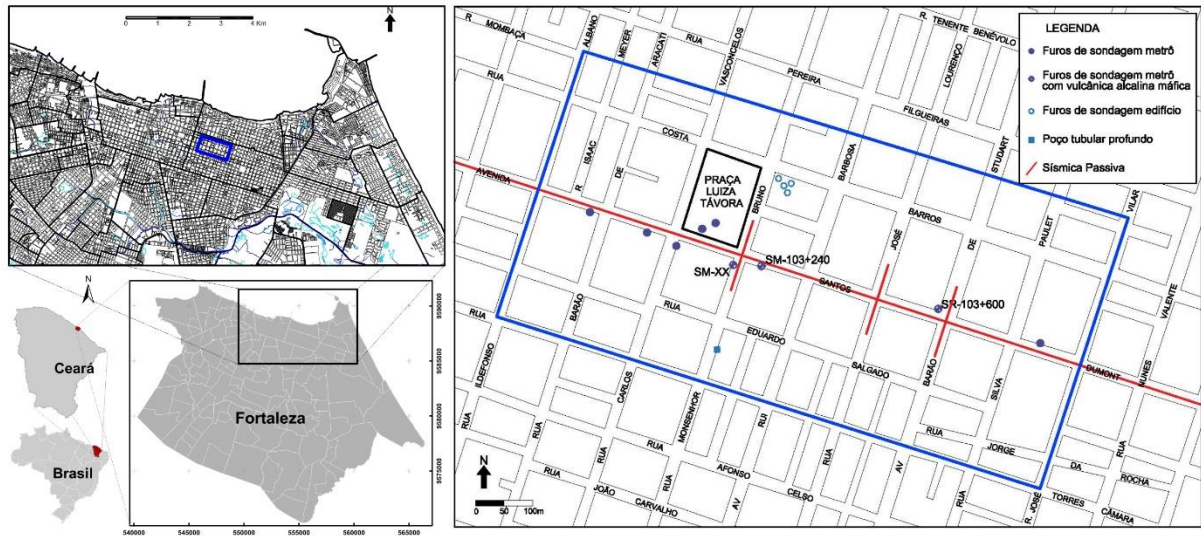 0 1 2 3 4 Km
N
N
Ceará
Brasil
Fortaleza
9590000
9585000
9580000
9575000
540000 545000 550000 555000 560000 565000
R. MOMBAÇA
RUA
ALBANO
MEYER
ARACATI
RUA
VASCONCELOS
PEREIRA
R. TENENTE BENÉVOLO
LOURENÇO
FILGUEIRAS
STUDART
COSTA
BARBOSA
ISAAC
R
DE
AVENIDA
PRAÇA
LUIZA
TÁVORA
BRUNO
BARROS
JOSÉ
DE
PAULET
VILAR
SM-XX
SM-103+240
SANTOS
SR-103+600
RUA
BARÃO
RUA
EDUARDO
SALGADO
BARÃO
SILVA
DUMONT
NUNES
VALENTE
ILDEFONSO
CARLOS
MONSENHOR
RUI
RUA
JORGE
DA
ROCHA
RUA
RUA
RUA
AFONSO
CELSO
RUA
AV
RUA
JOÃO
CARVALHO
RUA
AV
RUA
R. JOSÉ
TORRES
CÂMARA
RUA
N
0 50 100m
LEGENDA
Furos de sondagem metrô
Furos de sondagem metrô
com vulcânica alcalina máfica
Furos de sondagem edifício
Poço tubular profundo
Sísmica Passiva